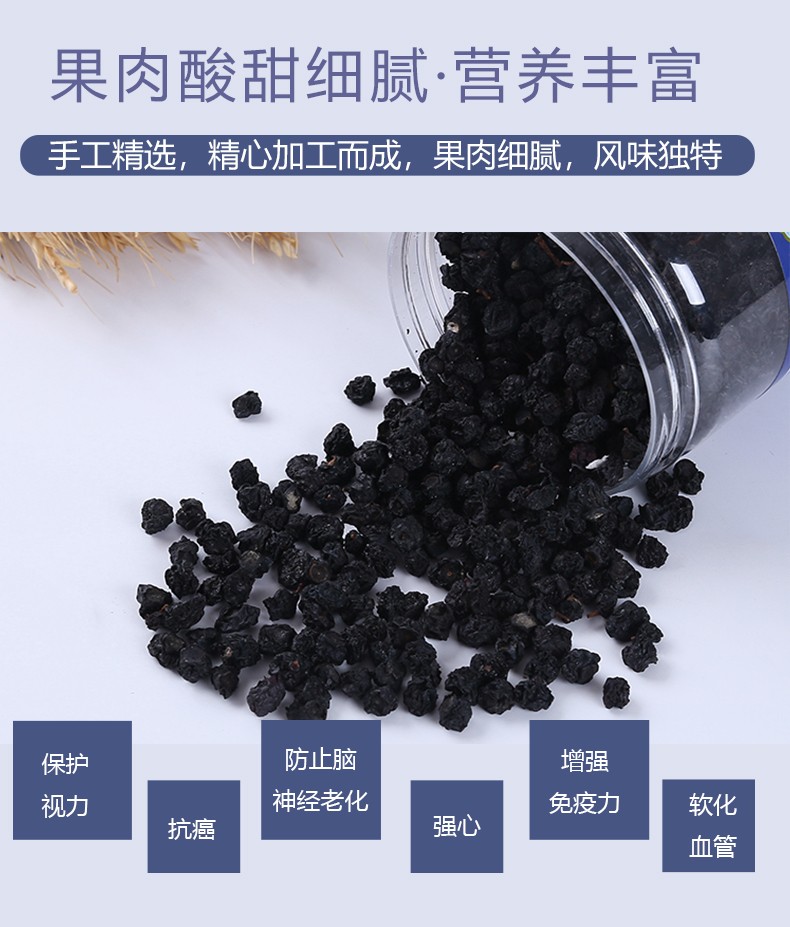 果肉酸甜细腻·营养丰富
手工精选，精心加工而成，果肉细腻，风味独特
保护
视力
抗癌
防止脑
神经老化
强心
增强
免疫力
软化
血管